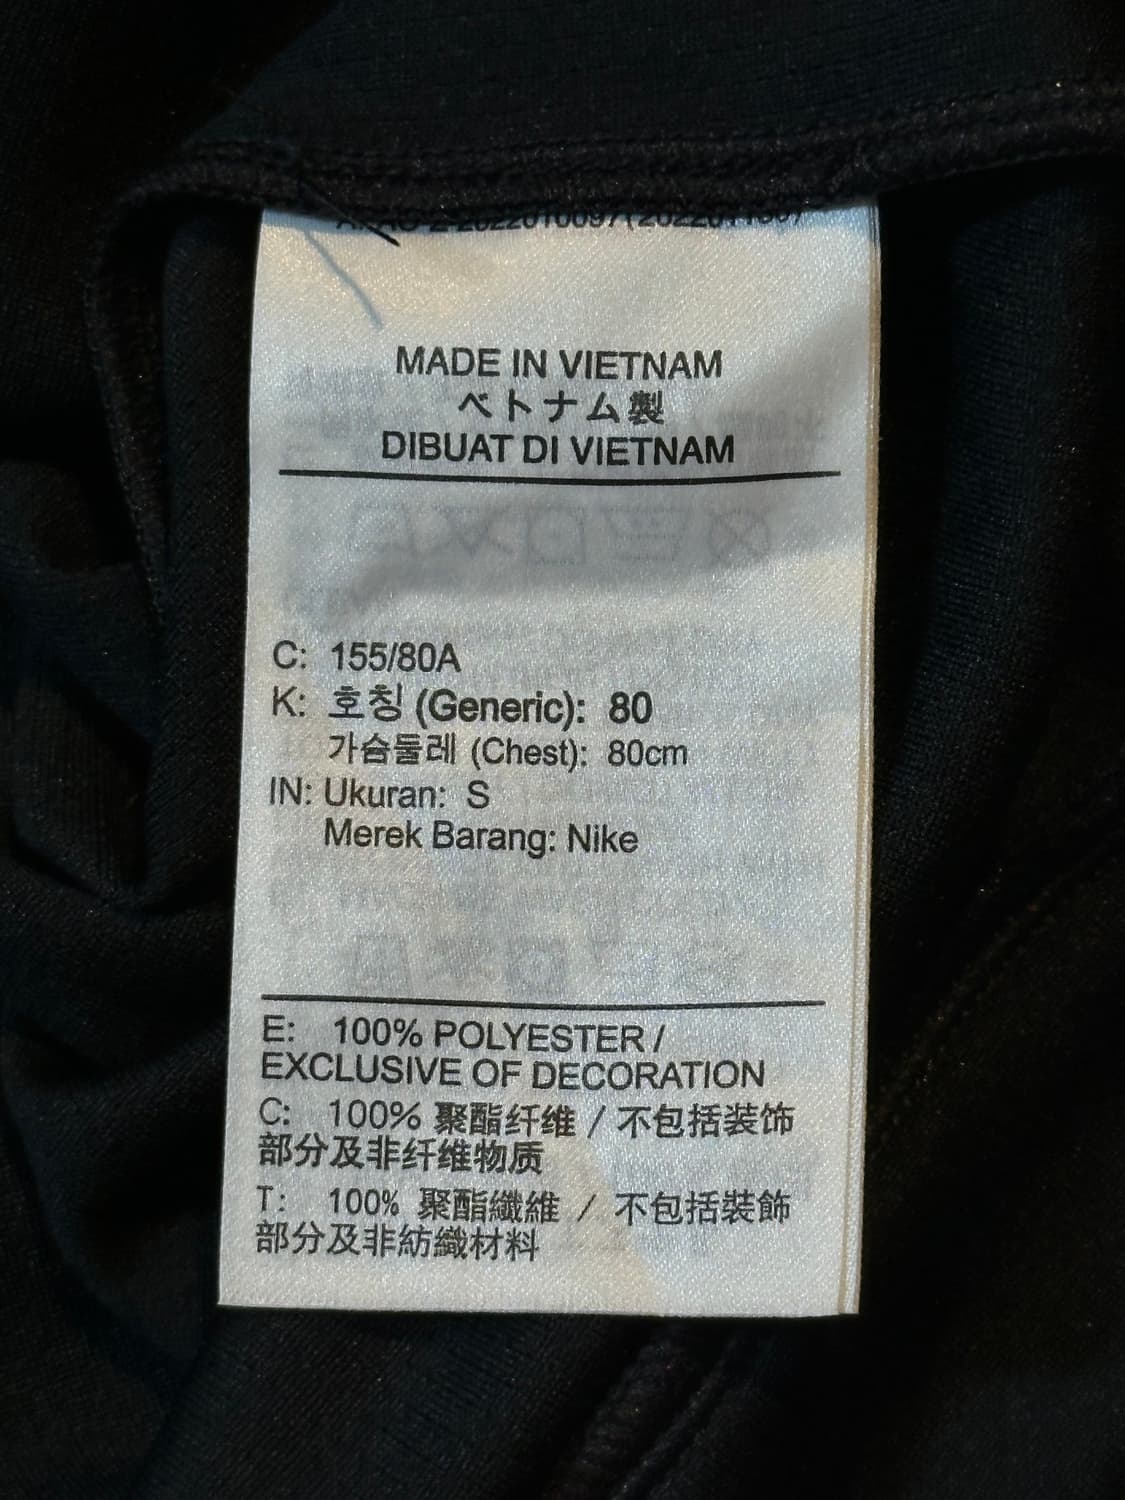 MADE IN VIETNAM
ベトナム製
DIBUAT DI VIETNAM
C: 155/80A
K: 호칭 (Generic): 80
가슴둘레 (Chest): 80cm
IN: Ukuran: S
Merek Barang: Nike
E: 100% POLYESTER /
EXCLUSIVE OF DECORATION
C: 100% 聚酯纤维 / 不包括装饰
部分及非纤维物质
T: 100% 聚酯纖維 / 不包括裝飾
部分及非紡織材料